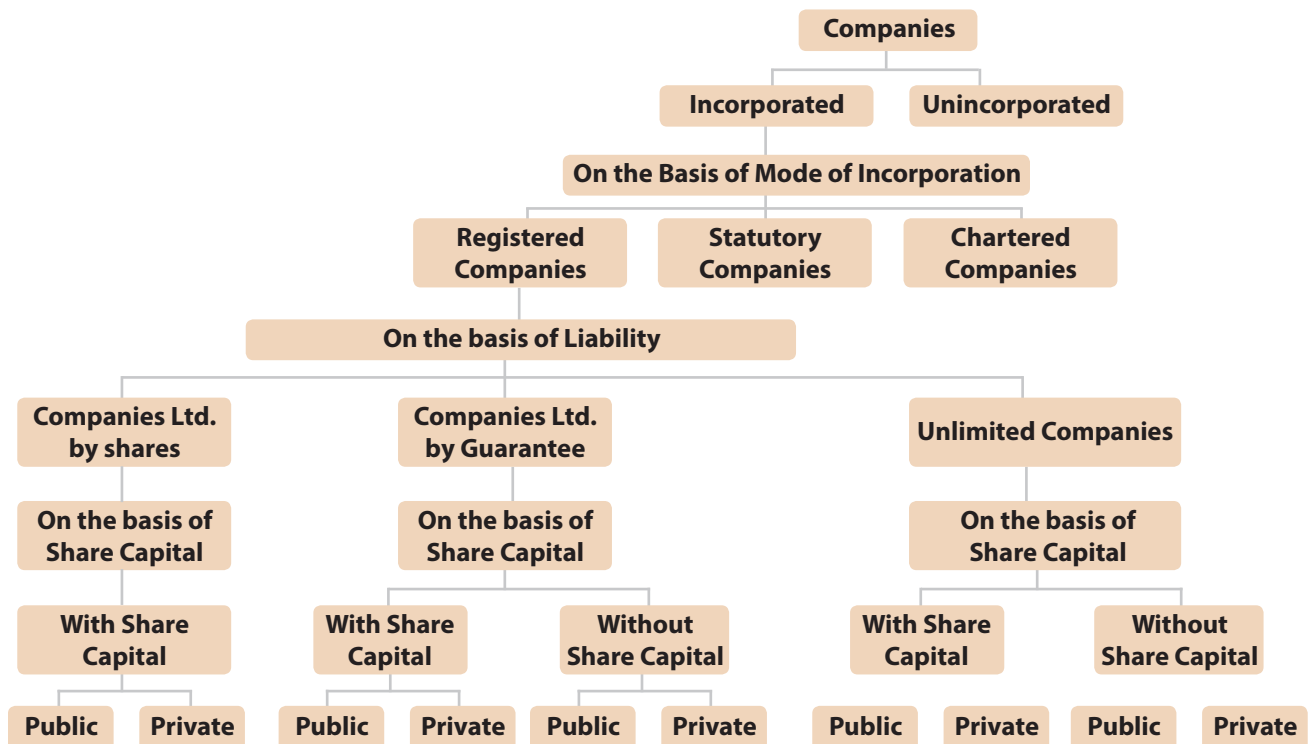 Companies
Incorporated
Unincorporated
On the Basis of Mode of Incorporation
Registered
Companies
Statutory
Companies
Chartered
Companies
On the basis of Liability
Companies Ltd.
by shares
Companies Ltd.
by Guarantee
Unlimited Companies
On the basis of
Share Capital
On the basis of
Share Capital
On the basis of
Share Capital
With Share
Capital
With Share
Capital
Without
Share Capital
With Share
Capital
Without
Share Capital
Public
Private
Public
Private
Public
Private
Public
Private
Public
Private